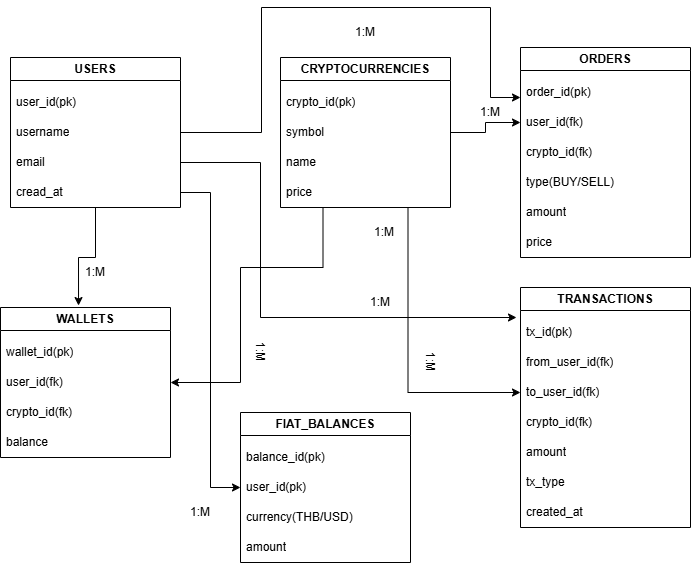 1:M
USERS
user_id(pk)
username
email
cread_at
CRYPTOCURRENCIES
crypto_id(pk)
symbol
name
price
1:M
ORDERS
order_id(pk)
user_id(fk)
crypto_id(fk)
type(BUY/SELL)
amount
price
1:M
1:M
WALLETS
wallet_id(pk)
user_id(fk)
crypto_id(fk)
balance
1:M
1:M
1:M
TRANSACTIONS
tx_id(pk)
from_user_id(fk)
to_user_id(fk)
crypto_id(fk)
amount
tx_type
created_at
1:M
FIAT_BALANCES
balance_id(pk)
user_id(pk)
currency(THB/USD)
amount